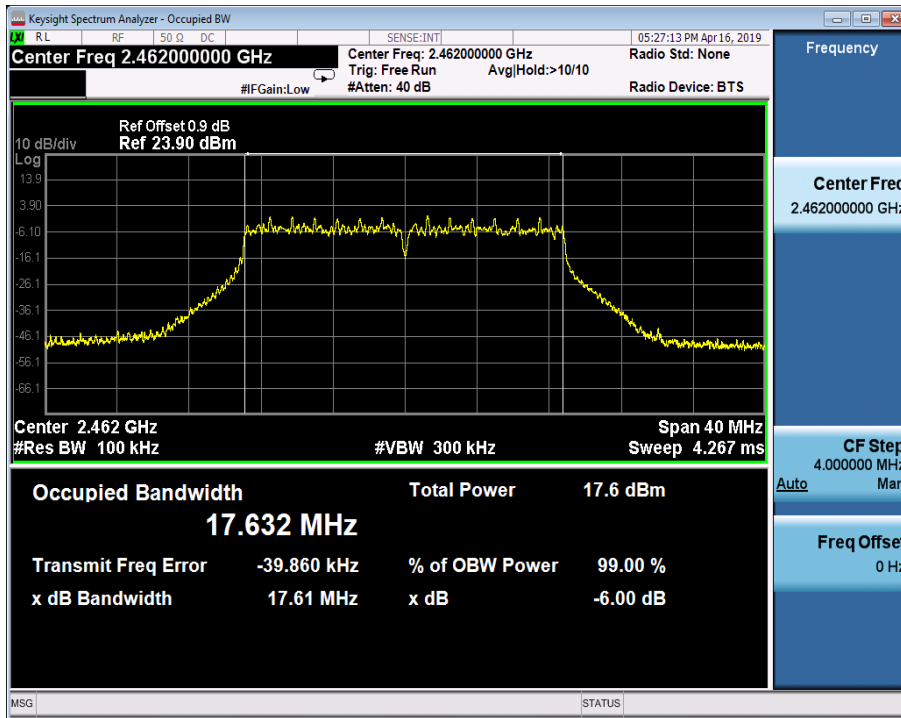 Keysight Spectrum Analyzer - Occupied BW
LXI RL RF 50 Ω DC SENSE:INT 05:27:13 PM Apr 16, 2019
Center Freq 2.462000000 GHz
Center Freq: 2.462000000 GHz
Radio Std: None
Trig: Free Run Avg|Hold:>10/10
#IFGain:Low
#Atten: 40 dB
Radio Device: BTS
Ref Offset 0.9 dB
10 dB/div Ref 23.90 dBm
Log
13.9
3.90
-6.10
-16.1
-26.1
-36.1
-46.1
-56.1
-66.1
Center 2.462 GHz
Span 40 MHz
#Res BW 100 kHz
#VBW 300 kHz
Sweep 4.267 ms
Occupied Bandwidth
Total Power 17.6 dBm
17.632 MHz
Transmit Freq Error -39.860 kHz
% of OBW Power 99.00 %
x dB Bandwidth 17.61 MHz
x dB -6.00 dB
MSG
STATUS
Frequency
Center Freq
2.462000000 GHz
CF Step
4.000000 MHz
Auto Man
Freq Offset
0 Hz